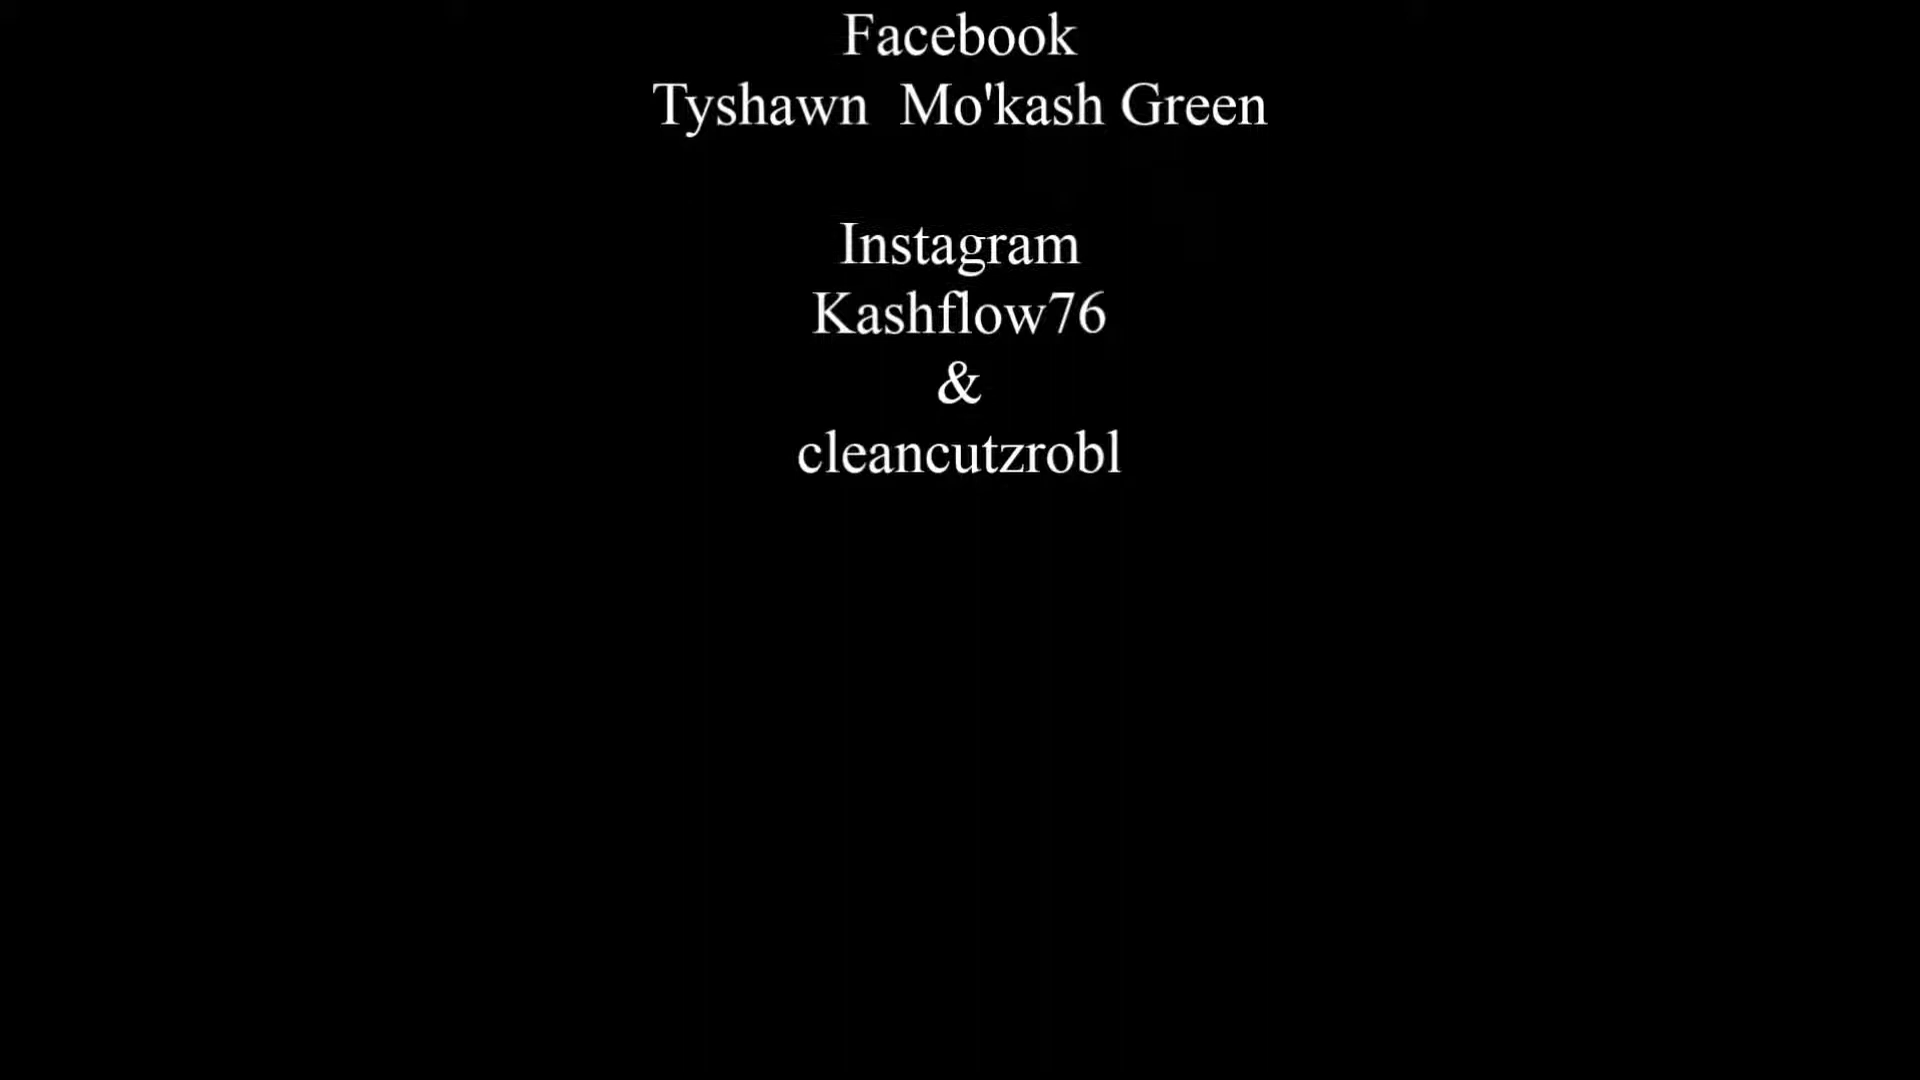 Facebook
Tyshawn  Mo'kash Green
Instagram
Kashflow76
&
cleancutzrobl